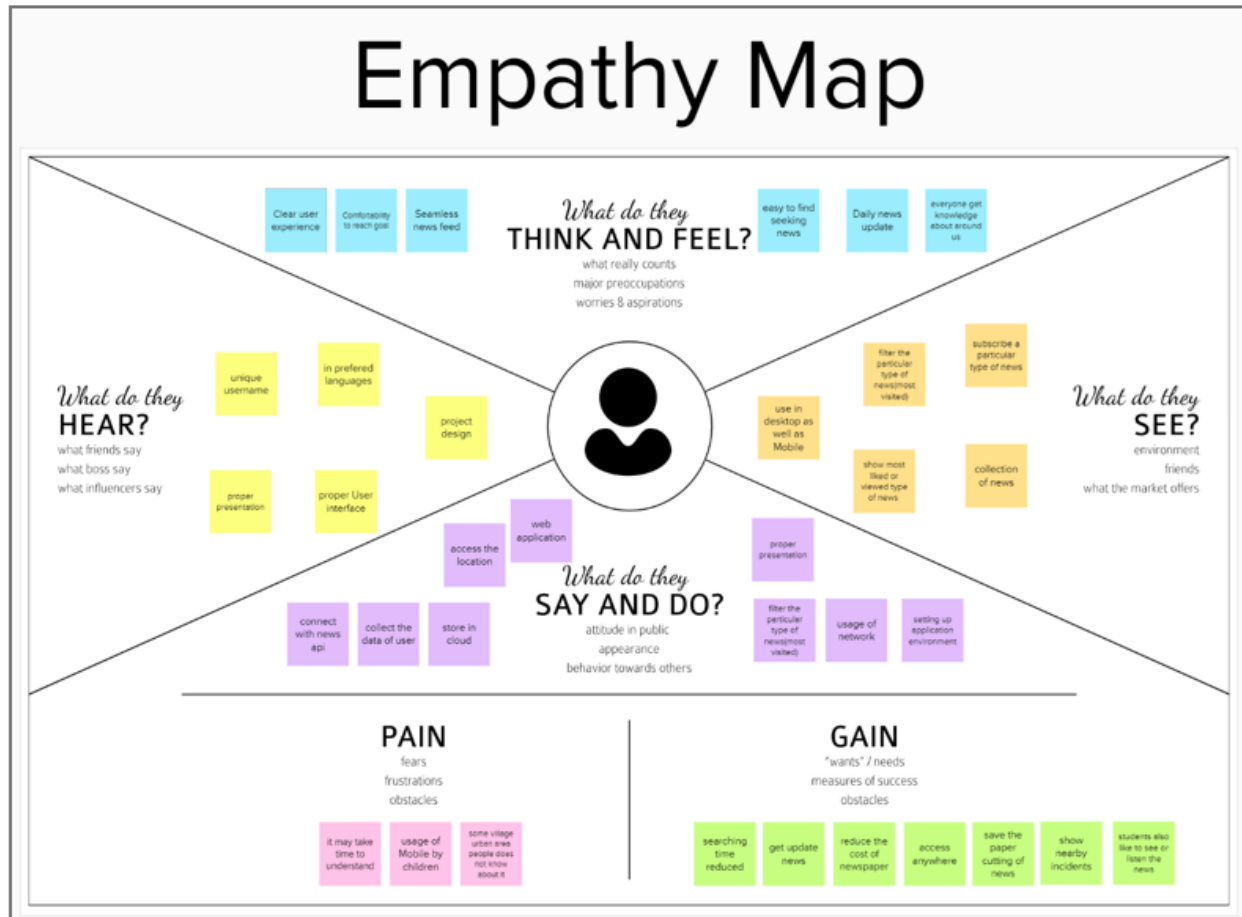 Empathy Map
Clear user
experience
Comfortability
to reach goal
Seamless
news feed
What do they
THINK AND FEEL?
what really counts
major preoccupations
worries & aspirations
easy to find
seeking
news
Daily news
update
everyone get
knowledge
about around
us
What do they
HEAR?
what friends say
what boss say
what influencers say
unique
username
in prefered
languages
project
design
proper
presentation
proper User
interface
filter the
particular
type of
news(most
visited)
subscribe a
particular
type of news
use in
desktop as
well as
Mobile
show most
liked or
viewed type
of news
collection
of news
What do they
SEE?
environment
friends
what the market offers
web
application
access the
location
connect
with news
api
collect the
data of user
store in
cloud
What do they
SAY AND DO?
attitude in public
appearance
behavior towards others
proper
presentation
filter the
particular
type of
news(most
visited)
usage of
network
setting up
application
environment
PAIN
fears
frustrations
obstacles
it may take
time to
understand
usage of
Mobile by
children
some village
urban area
people does
not know
about it
GAIN
"wants" / needs
measures of success
obstacles
searching
time
reduced
get update
news
reduce the
cost of
newspaper
access
anywhere
save the
paper
cutting of
news
show
nearby
incidents
students also
like to see or
listen the
news